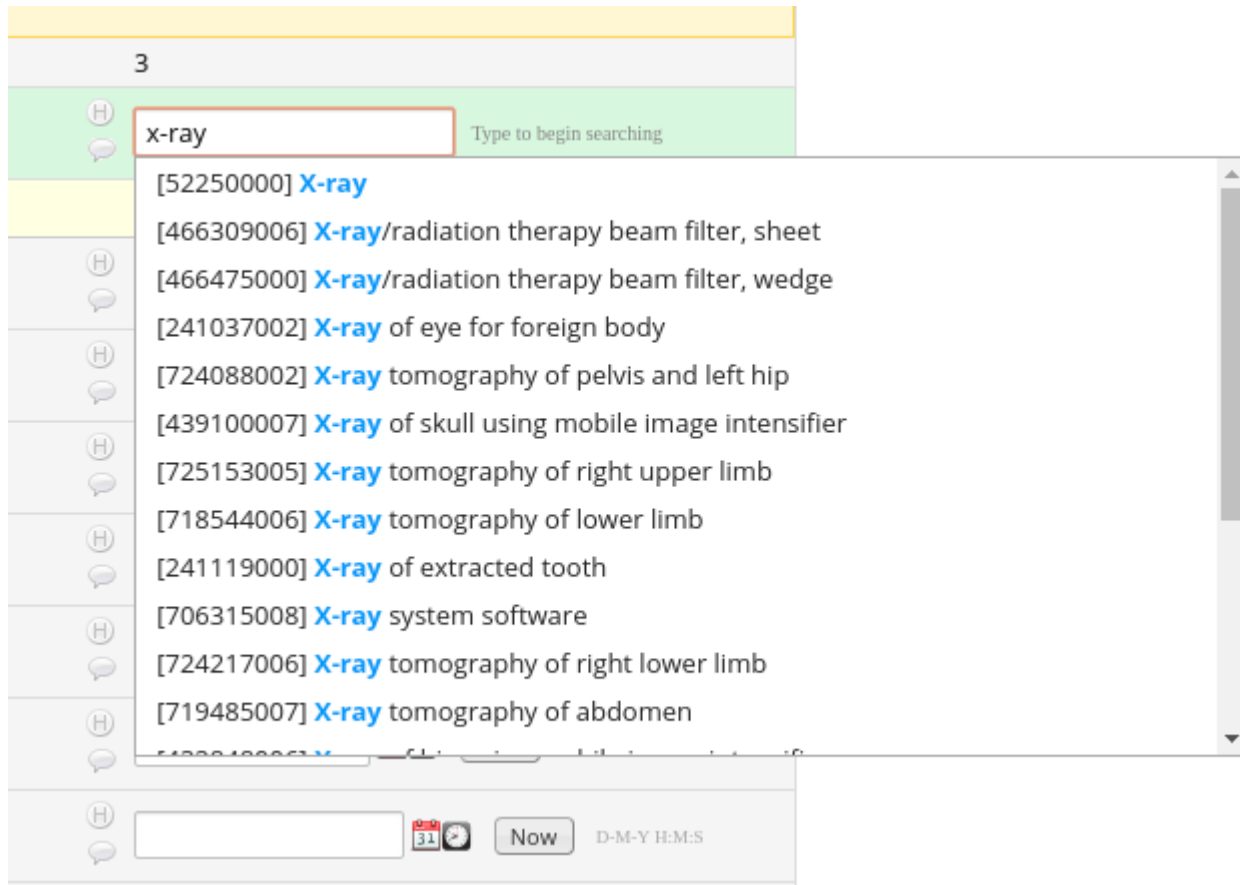 3
H
x-ray Type to begin searching
[52250000] X-ray
[466309006] X-ray/radiation therapy beam filter, sheet
H
[466475000] X-ray/radiation therapy beam filter, wedge
[241037002] X-ray of eye for foreign body
H
[724088002] X-ray tomography of pelvis and left hip
[439100007] X-ray of skull using mobile image intensifier
H
[725153005] X-ray tomography of right upper limb
[718544006] X-ray tomography of lower limb
H
[241119000] X-ray of extracted tooth
[706315008] X-ray system software
H
[724217006] X-ray tomography of right lower limb
[719485007] X-ray tomography of abdomen
H
H
31 Now D-M-Y H:M:S